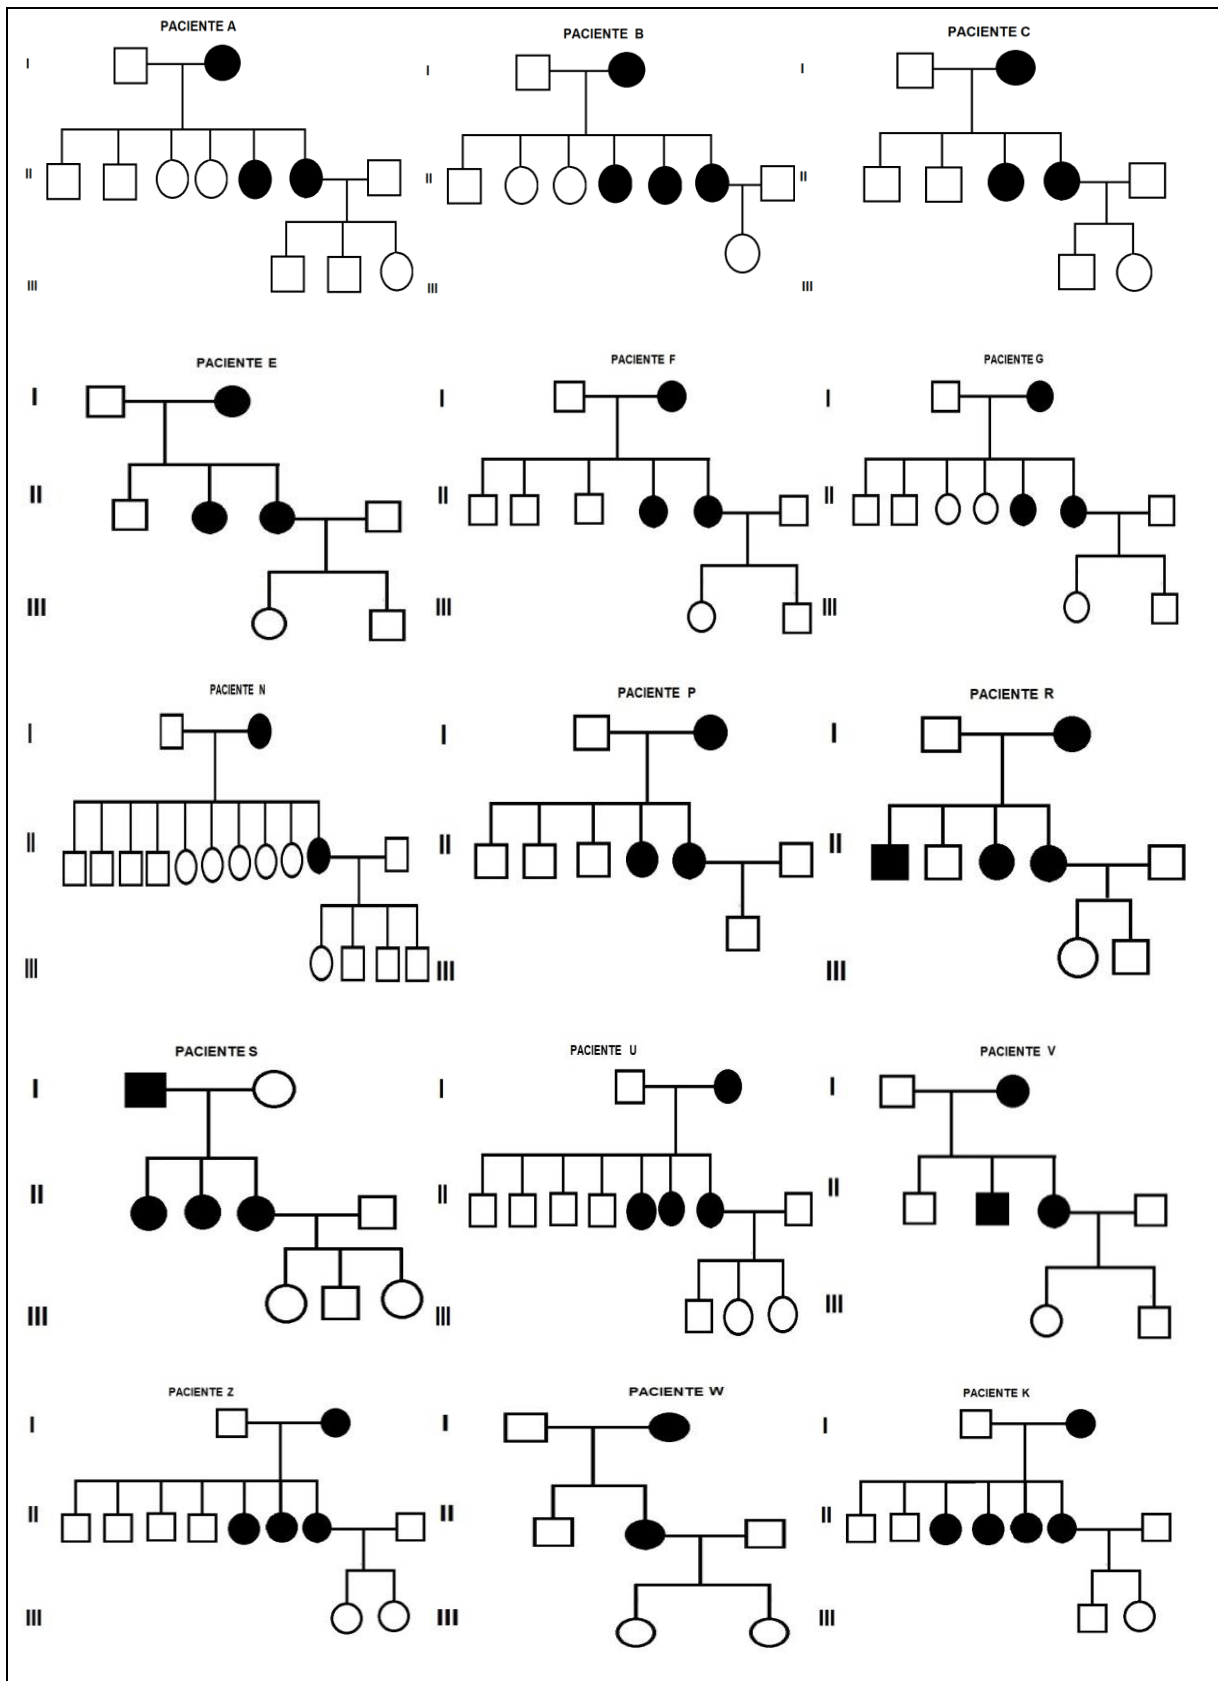 PACIENTE A
PACIENTE B
PACIENTE C
I
I
I
II
II
II
III
III
III
PACIENTE E
PACIENTE F
PACIENTE G
I
I
I
II
II
II
III
III
III
PACIENTE N
PACIENTE P
PACIENTE R
I
I
I
II
II
II
III
III
III
PACIENTE S
PACIENTE U
PACIENTE V
I
I
I
II
II
II
III
III
III
PACIENTE Z
PACIENTE W
PACIENTE K
I
I
I
II
II
II
III
III
III